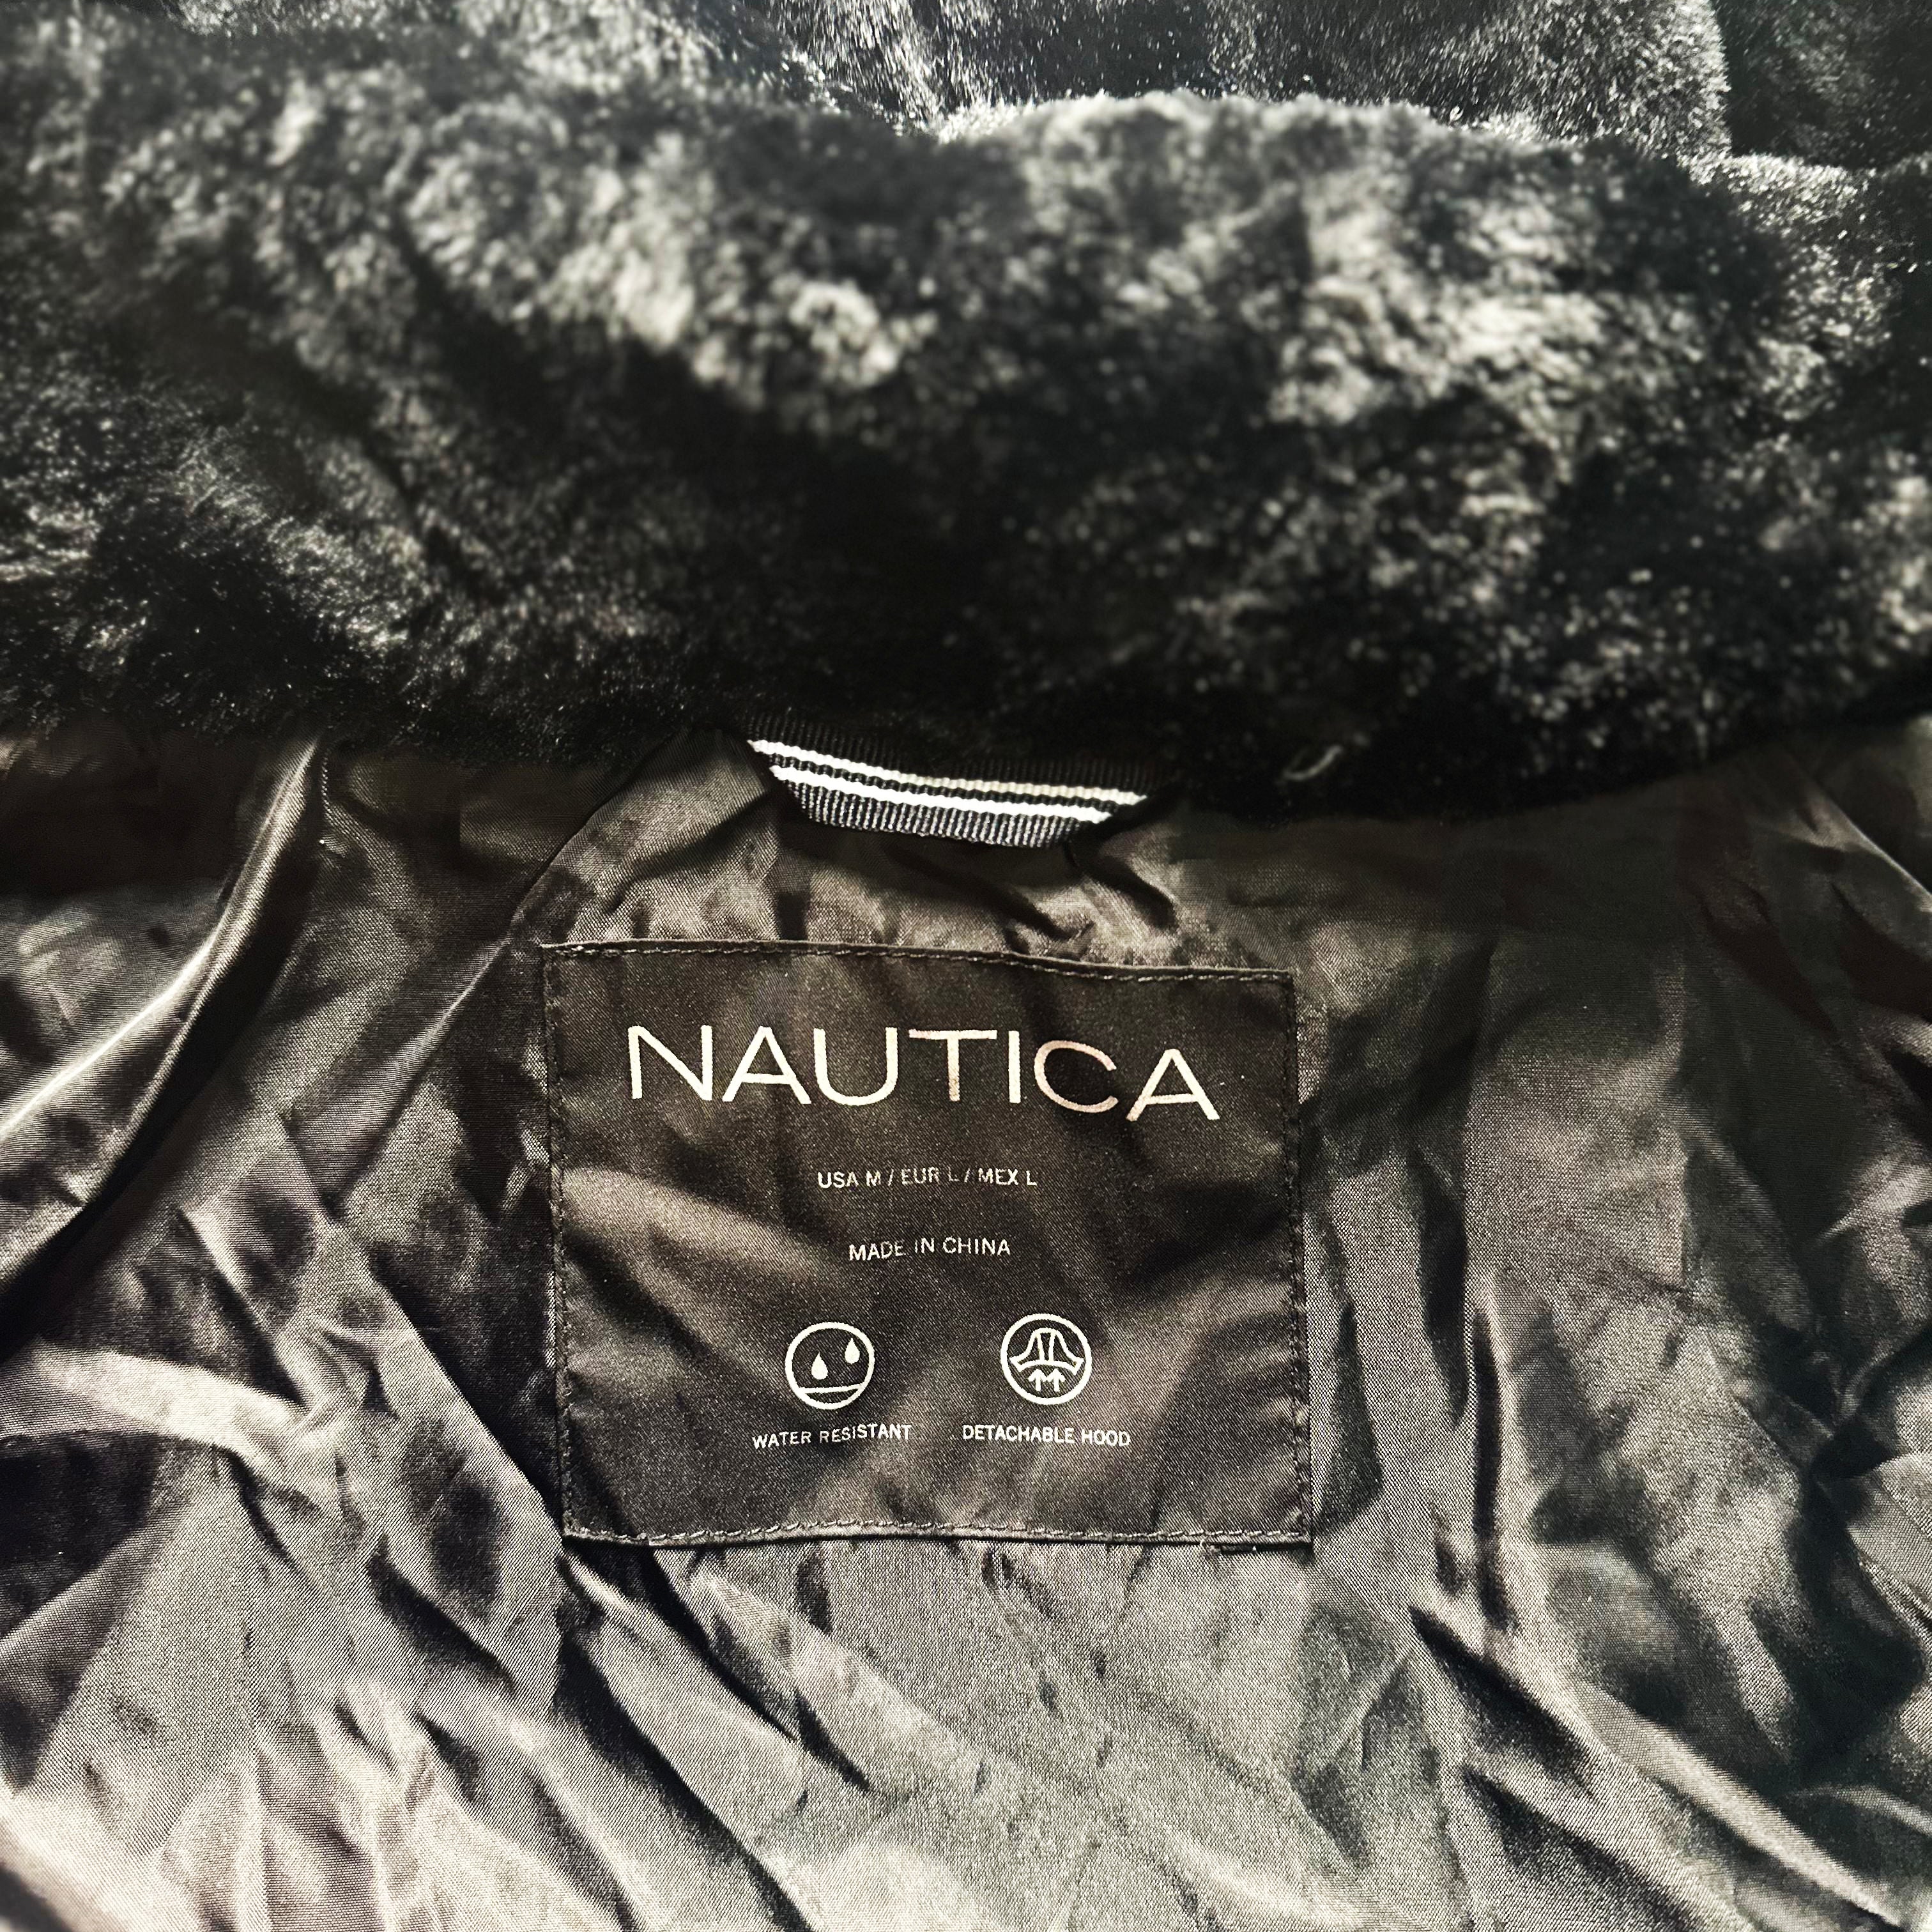 NAUTICA
USA M / EUR L / MEX L
MADE IN CHINA
WATER RESISTANT
DETACHABLE HOOD